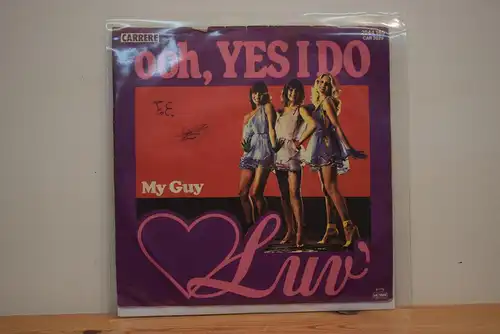 CARRERE
ooh, YES I DO
My Guy
Luv'